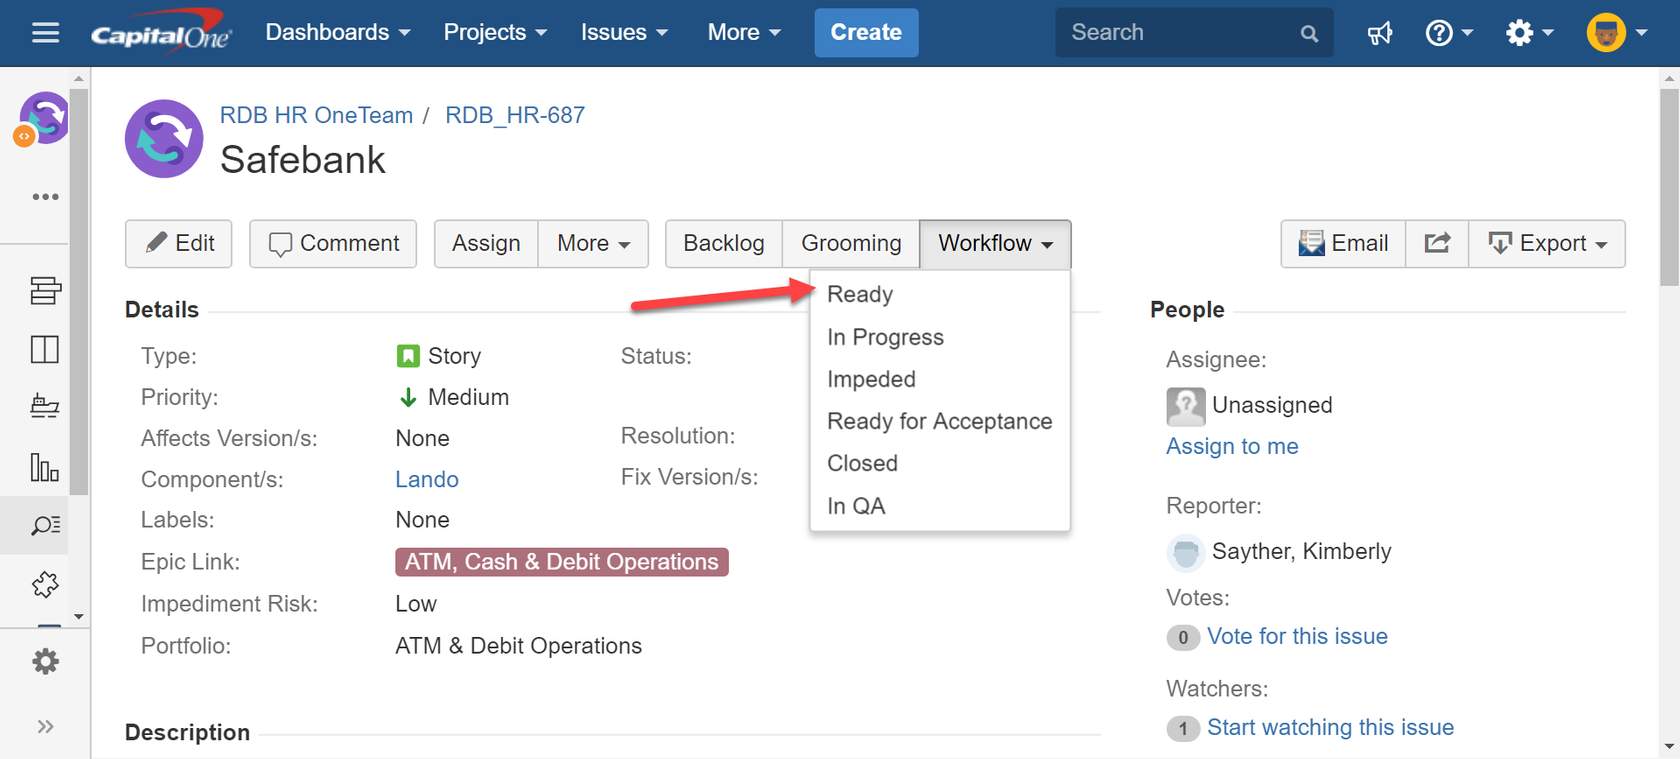 CapitalOne Dashboards Projects Issues More Create Search
RDB HR OneTeam / RDB_HR-687
Safebank
Edit Comment Assign More Backlog Grooming Workflow Email Export
Ready
In Progress
Impeded
Ready for Acceptance
Closed
In QA
Details
Type: Story Status:
Priority: Medium
Affects Version/s: None Resolution:
Component/s: Lando Fix Version/s:
Labels: None
Epic Link: ATM, Cash & Debit Operations
Impediment Risk: Low
Portfolio: ATM & Debit Operations
Description
People
Assignee:
Unassigned
Assign to me
Reporter:
Sayther, Kimberly
Votes:
0 Vote for this issue
Watchers:
1 Start watching this issue